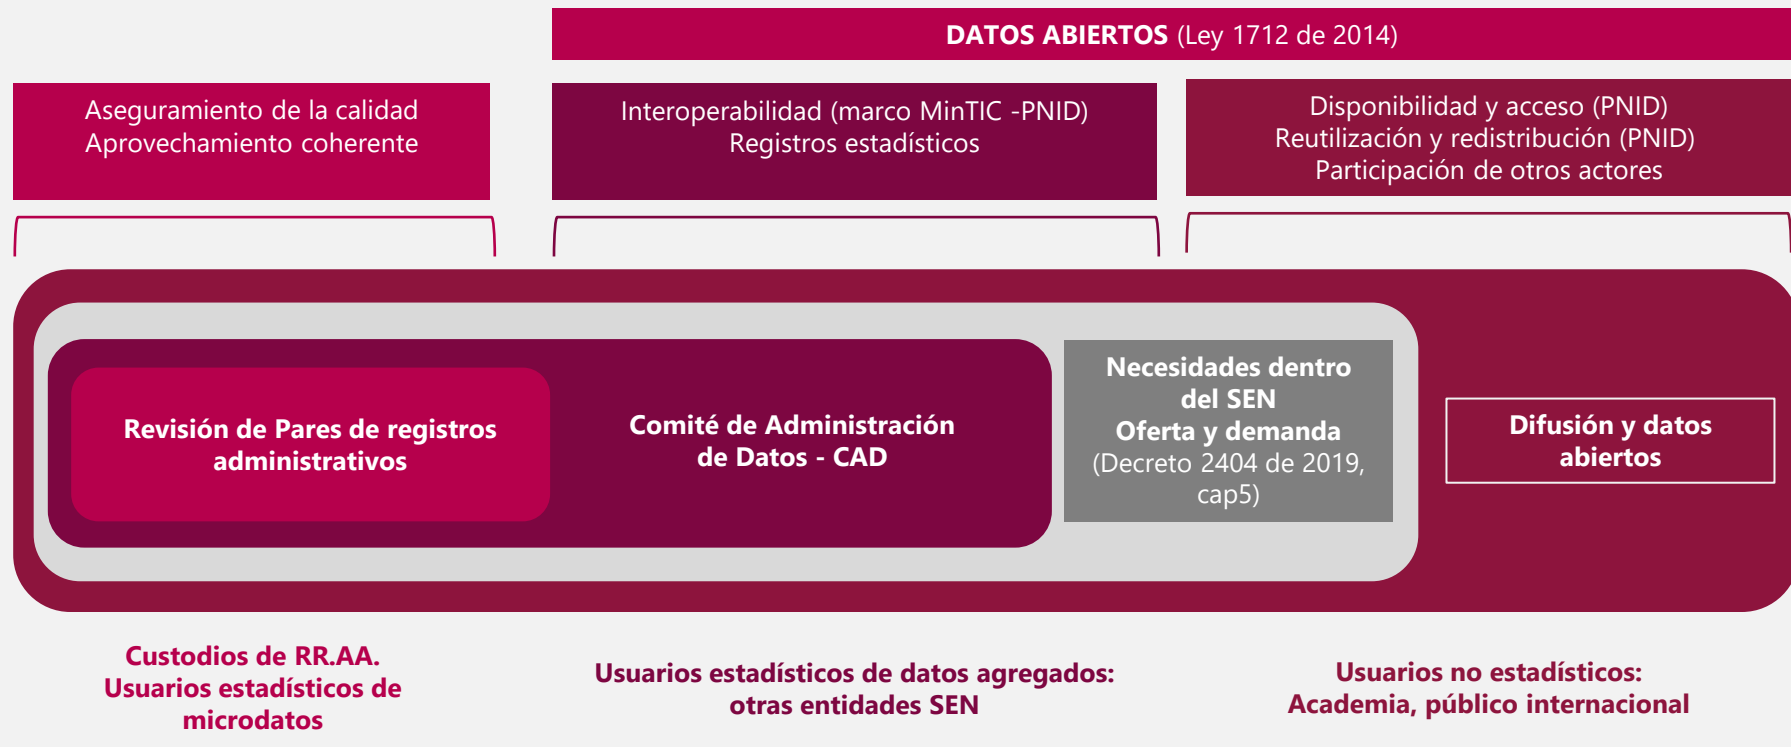 DATOS ABIERTOS (Ley 1712 de 2014)
Aseguramiento de la calidad
Aprovechamiento coherente
Interoperabilidad (marco MinTIC -PNID)
Registros estadísticos
Disponibilidad y acceso (PNID)
Reutilización y redistribución (PNID)
Participación de otros actores
Revisión de Pares de registros
administrativos
Comité de Administración
de Datos - CAD
Necesidades dentro
del SEN
Oferta y demanda
(Decreto 2404 de 2019,
cap5)
Difusión y datos
abiertos
Custodios de RR.AA.
Usuarios estadísticos de
microdatos
Usuarios estadísticos de datos agregados:
otras entidades SEN
Usuarios no estadísticos:
Academia, público internacional